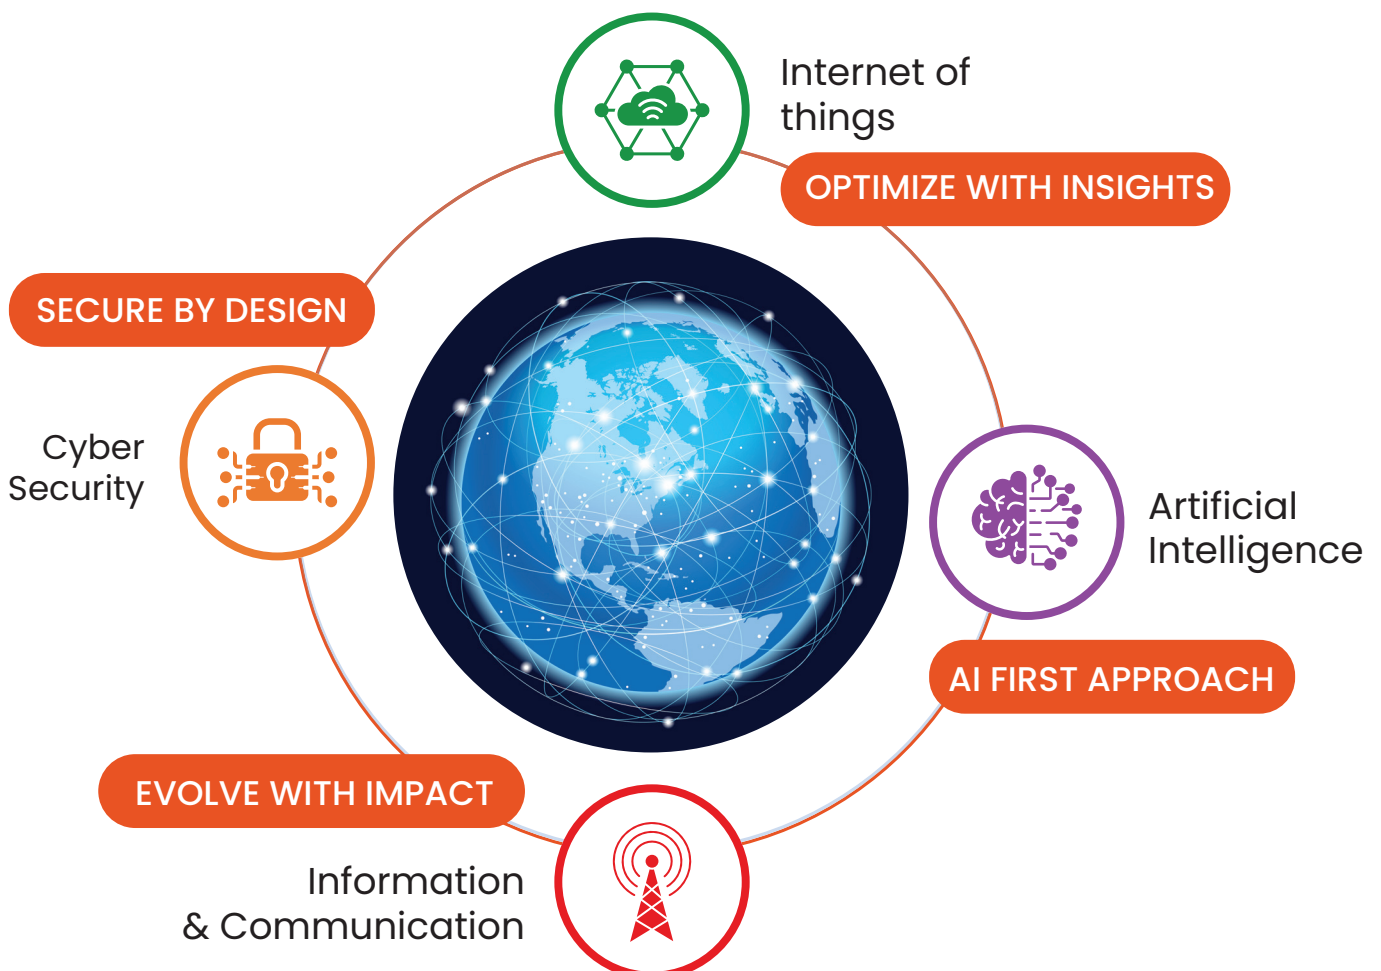 Internet of
things
OPTIMIZE WITH INSIGHTS
SECURE BY DESIGN
Cyber
Security
Artificial
Intelligence
AI FIRST APPROACH
EVOLVE WITH IMPACT
Information
& Communication